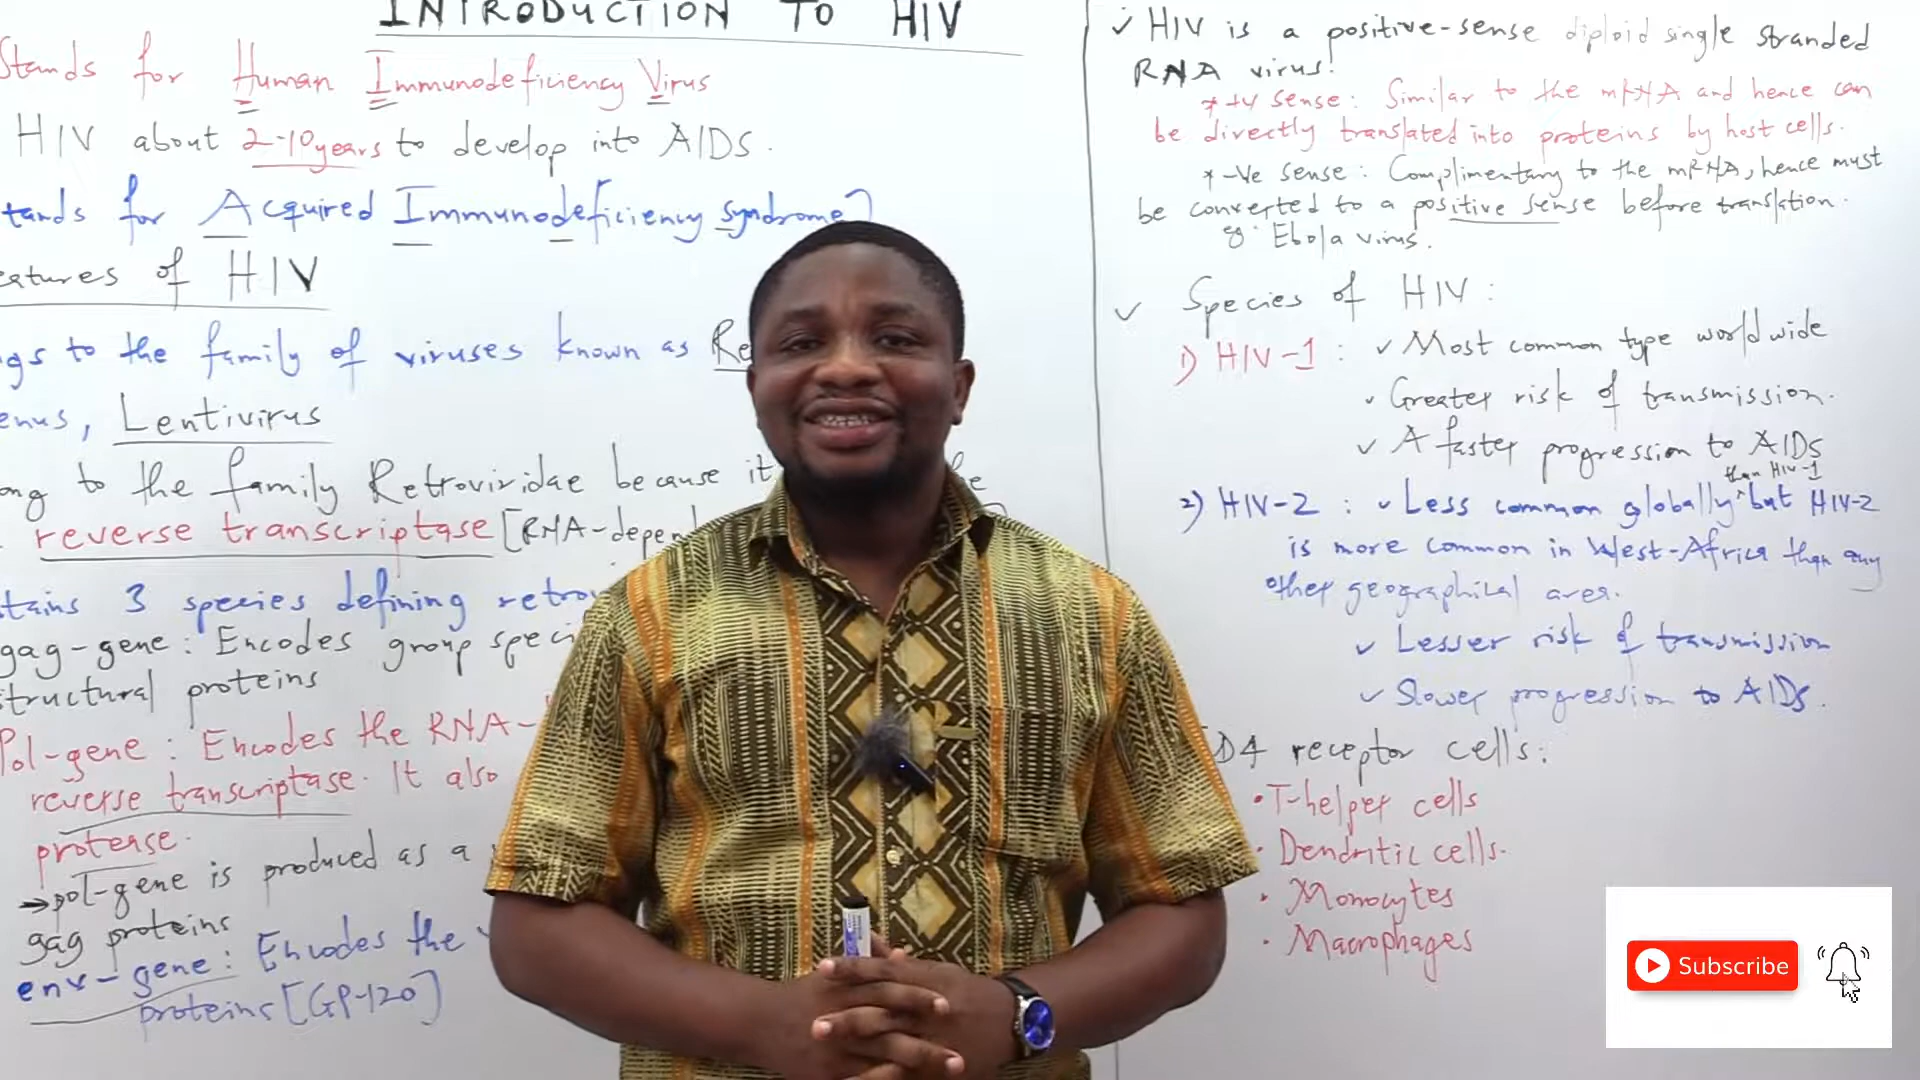 INTRODUCTION TO HIV
Stands for Human Immunodeficiency Virus
HIV about 2-10years to develop into AIDS.
tands for Acquired Immunodeficiency syndrome]
eatures of HIV
ngs to the family of viruses known as Re
enus, Lentivirus
ong to the family Retroviridae because it
reverse transcriptase [RNA-depen
tains 3 species defining retro
gag-gene: Encodes group speci
structural proteins
Pol-gene: Encodes the RNA-
reverse transcriptase. It also
protease.
→pol-gene is produced as a
gag proteins
env-gene: Encodes the
proteins [GP-120]
✓ HIV is a positive-sense diploid single stranded
RNA virus.
* +ve sense: Similar to the mRNA and hence can
be directly translated into proteins by host cells.
* -ve sense: Complimentary to the mRNA, hence must
be converted to a positive sense before translation.
eg. Ebola virus.
✓ Species of HIV:
1) HIV-1: ✓ Most common type worldwide
✓ Greater risk of transmission.
✓ A faster progression to AIDS
than HIV-1
2) HIV-2: ✓ Less common globally ^ but HIV-2
is more common in West-Africa than any
other geographical area.
✓ Lesser risk of transmission
✓ Slower progression to AIDS.
D4 receptor cells:
• T-helper cells
• Dendritic cells.
• Monocytes
• Macrophages
Subscribe